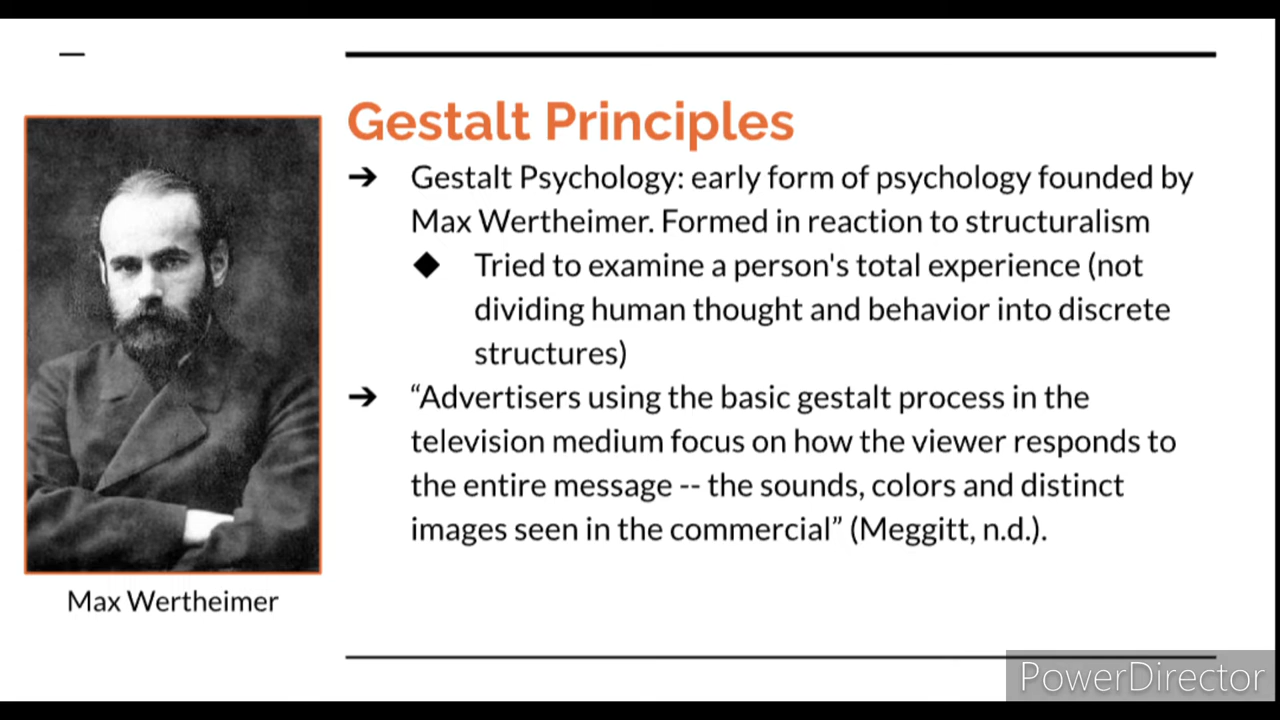 Gestalt Principles
➔ Gestalt Psychology: early form of psychology founded by
Max Wertheimer. Formed in reaction to structuralism
◆ Tried to examine a person's total experience (not
dividing human thought and behavior into discrete
structures)
➔ “Advertisers using the basic gestalt process in the
television medium focus on how the viewer responds to
the entire message -- the sounds, colors and distinct
images seen in the commercial” (Meggitt, n.d.).
Max Wertheimer
PowerDirector